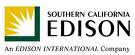 SOUTHERN CALIFORNIA
EDISON
An EDISON INTERNATIONAL Company